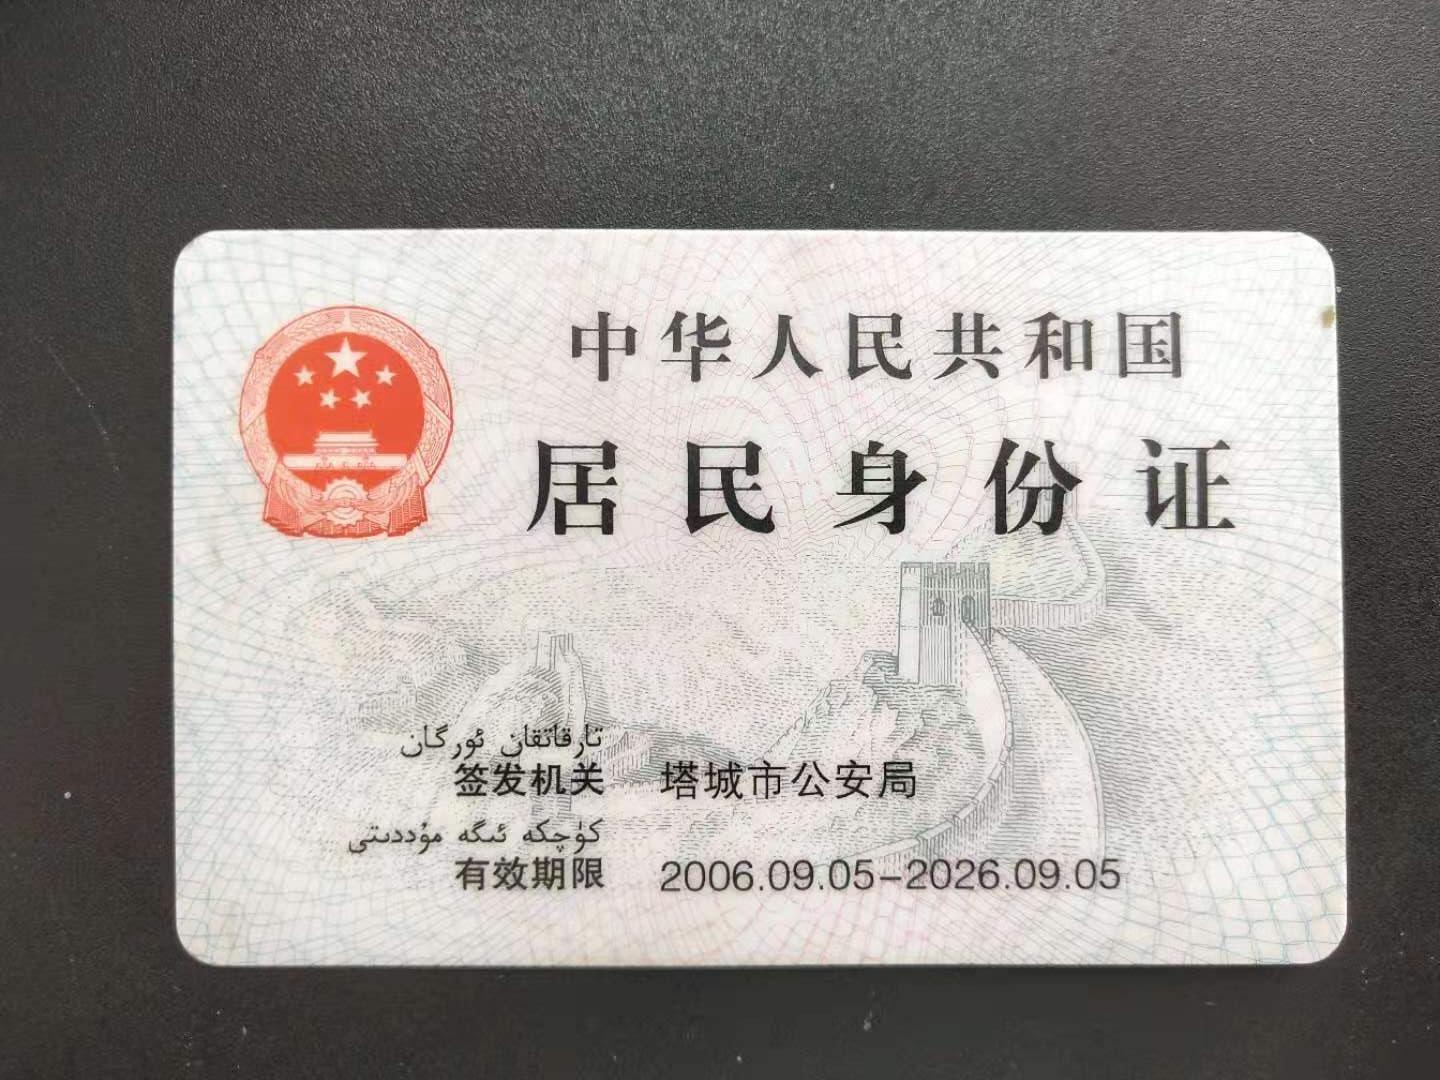 中华人民共和国
居民身份证
تارقاتقان ئورگان
签发机关 塔城市公安局
كۈچكە ئىگە مۇددىتى
有效期限 2006.09.05-2026.09.05